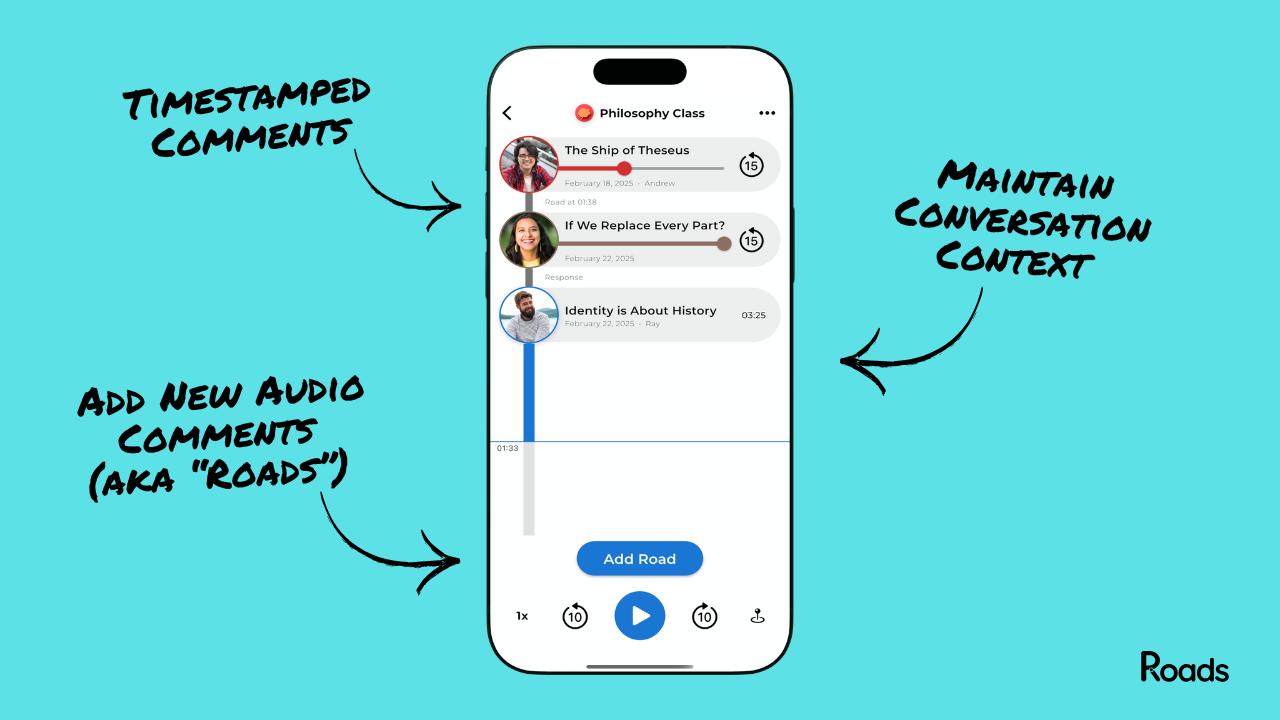 TIMESTAMPED
COMMENTS
MAINTAIN
CONVERSATION
CONTEXT
ADD NEW AUDIO
COMMENTS
(AKA “ROADS”)
Philosophy Class
The Ship of Theseus
15
February 18, 2025 • Andrew
Road at 01:38
If We Replace Every Part?
15
February 22, 2025
Response
Identity is About History
03:25
February 22, 2025 • Ray
01:33
Add Road
1x
10
10
Roads